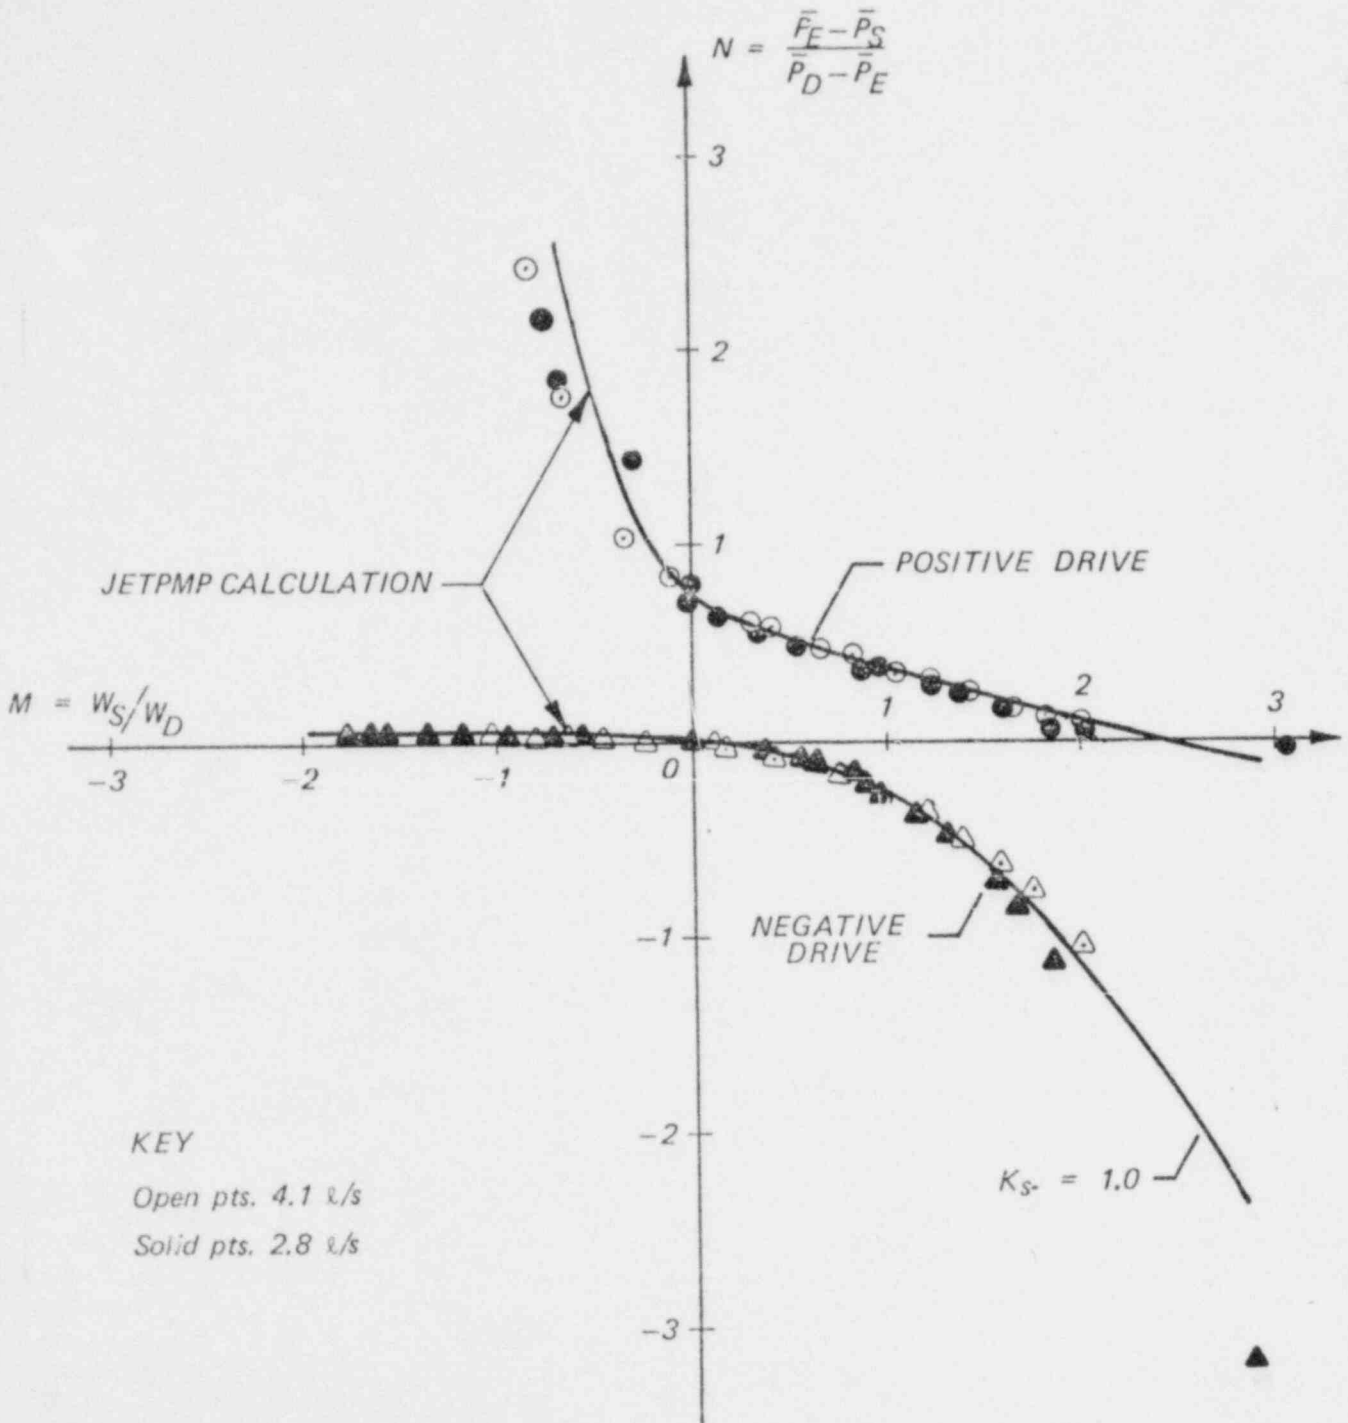 N = (P̄E – P̄S) / (P̄D – P̄E)
3
2
1
POSITIVE DRIVE
JETPMP CALCULATION
M = WS/WD
1
2
3
–3
–2
–1
0
NEGATIVE
DRIVE
–1
–2
KS- = 1.0
–3
KEY
Open pts. 4.1 ℓ/s
Solid pts. 2.8 ℓ/s